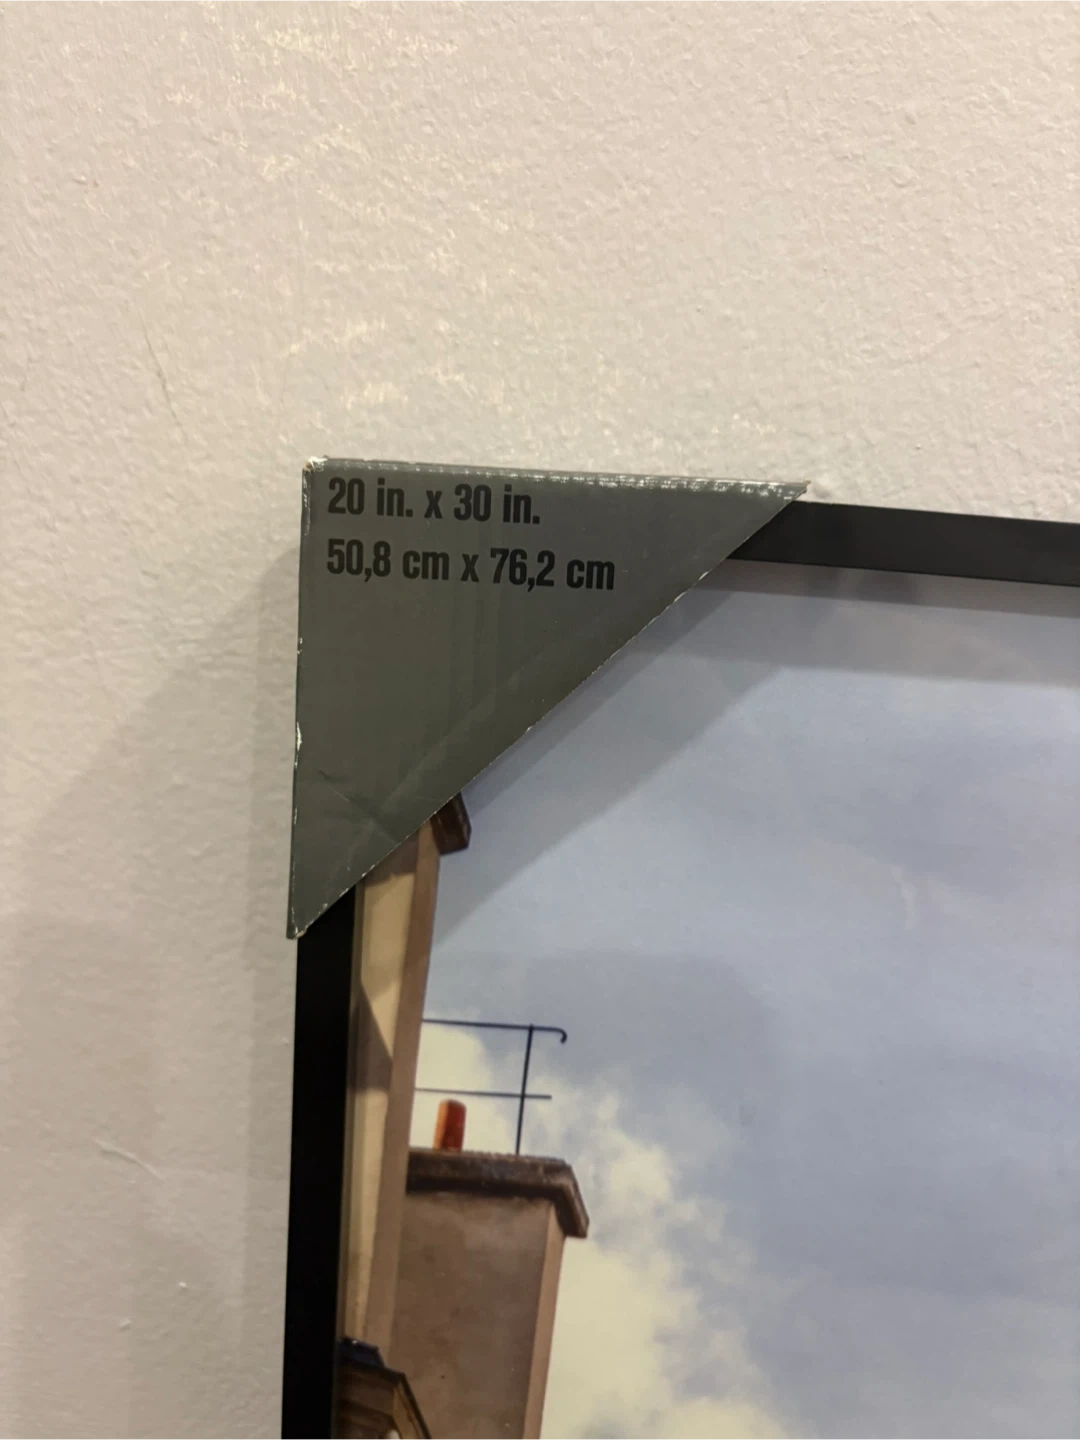 20 in. x 30 in.
50,8 cm x 76,2 cm